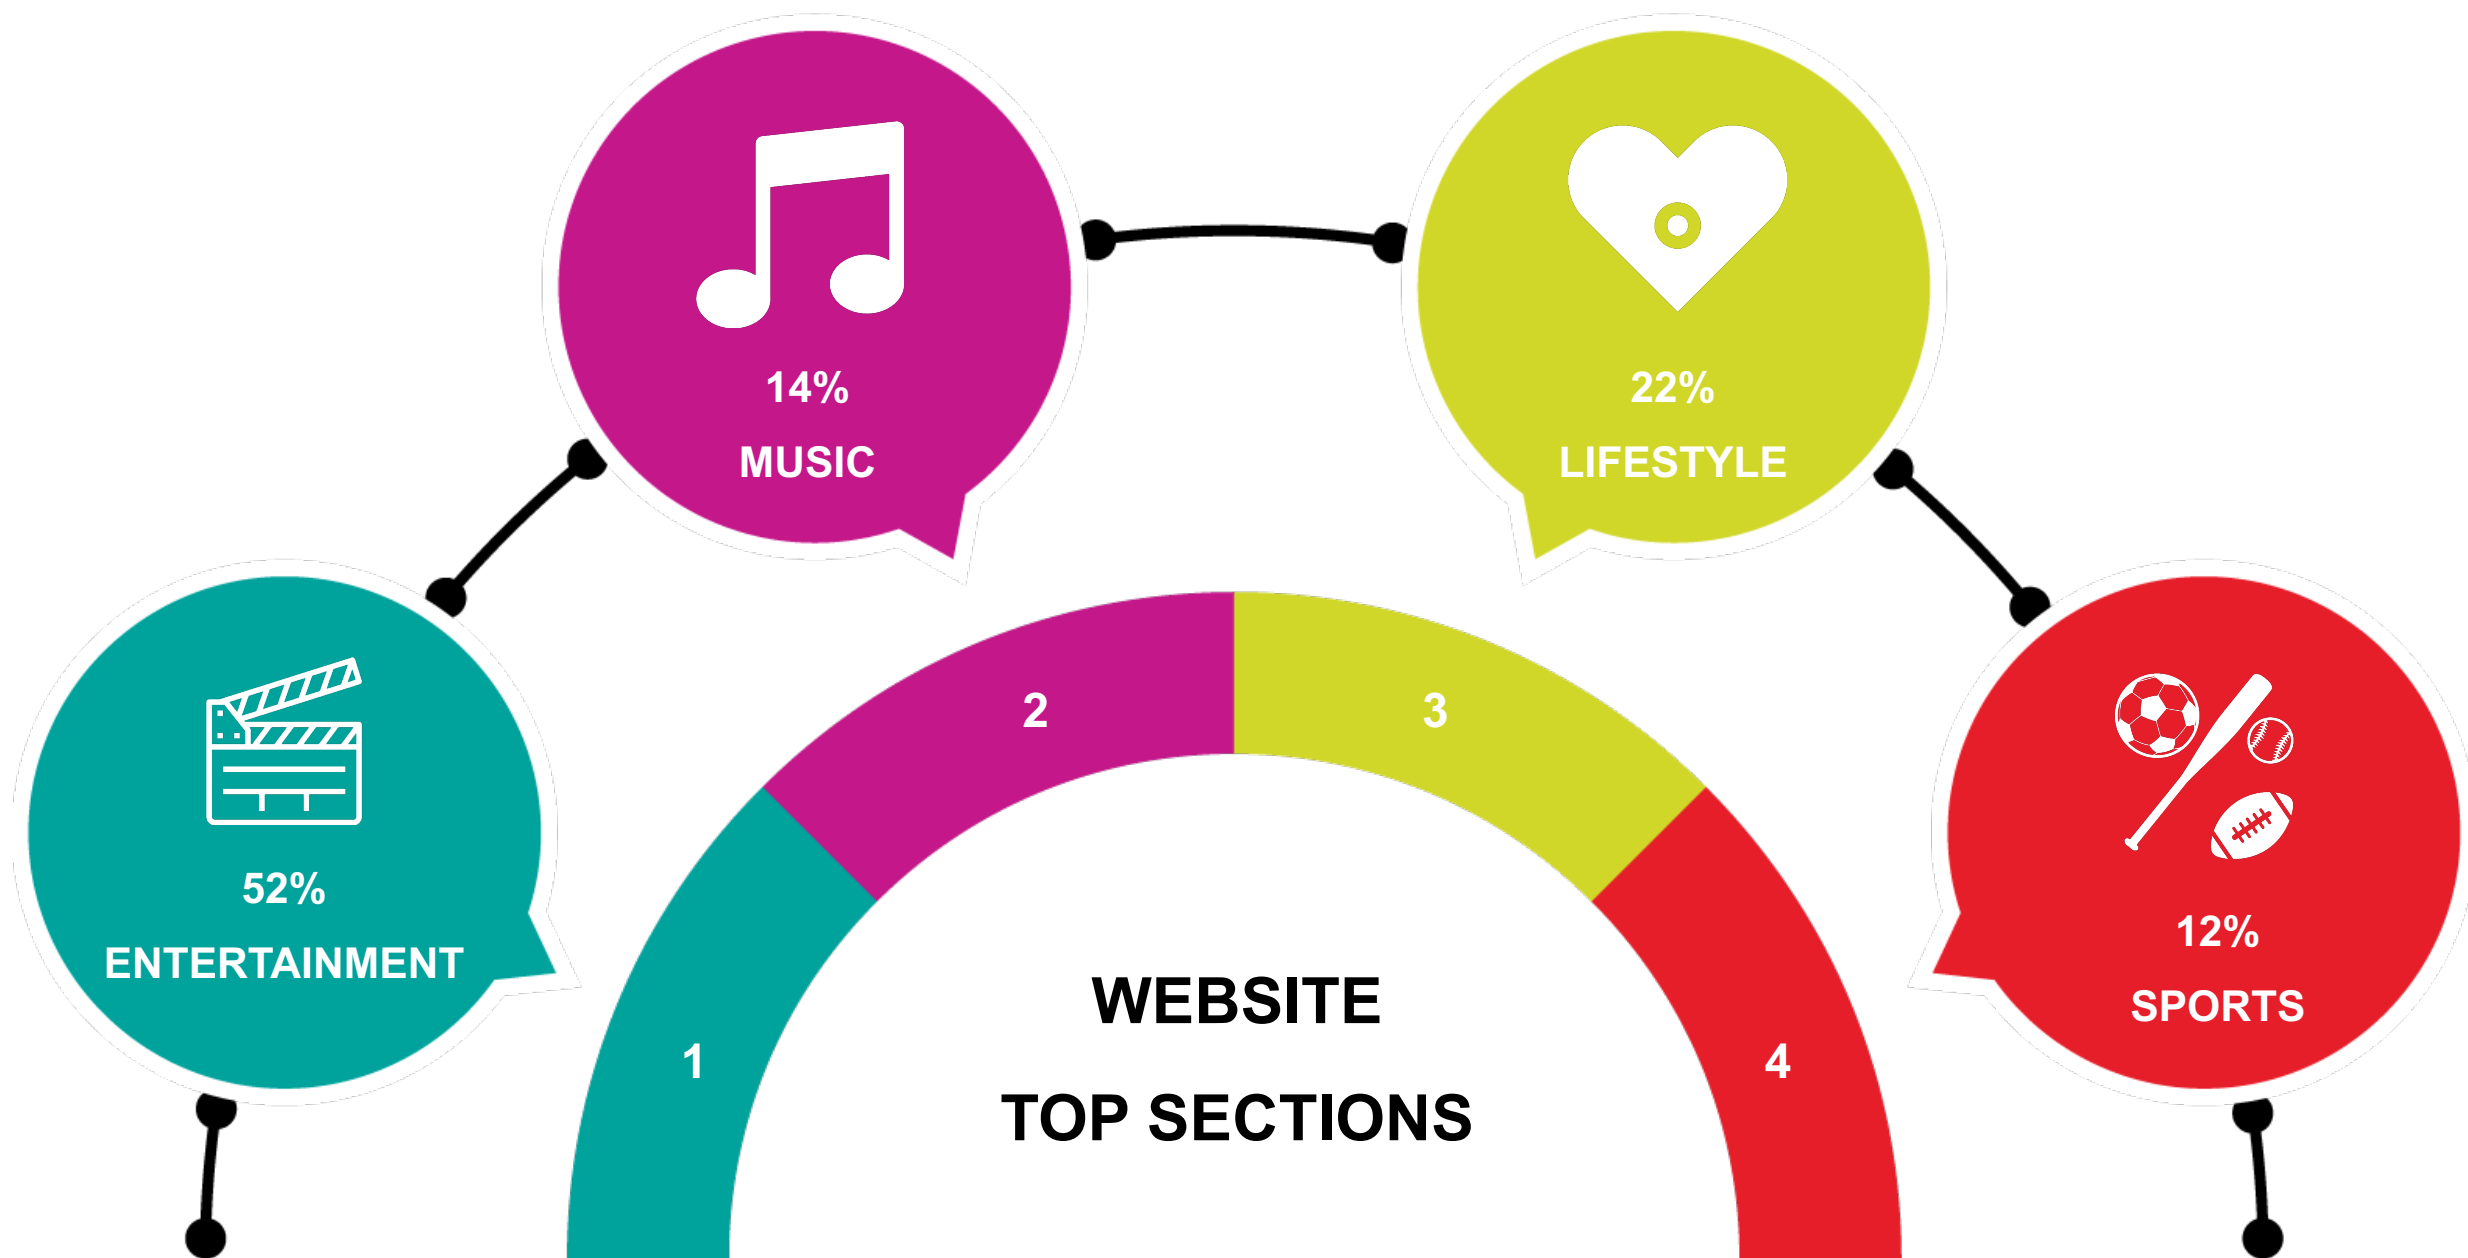 14%
MUSIC
22%
LIFESTYLE
52%
ENTERTAINMENT
12%
SPORTS
1
2
3
4
WEBSITE
TOP SECTIONS